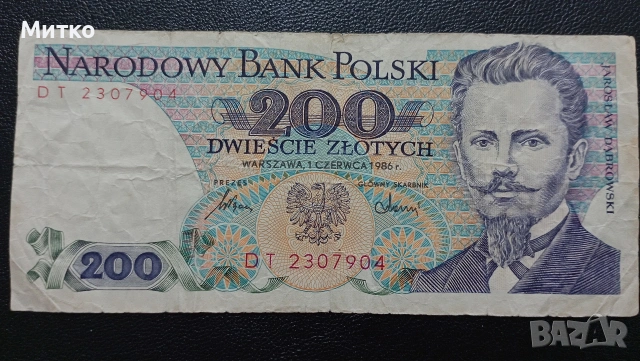 Митко
NARODOWY BANK POLSKI
DT 2307904
200
DWIEŚCIE ZŁOTYCH
WARSZAWA, 1 CZERWCA 1986 r.
PREZES
GŁÓWNY SKARBNIK
JAROSŁAW DĄBROWSKI
200
DT 2307904
BAZAR